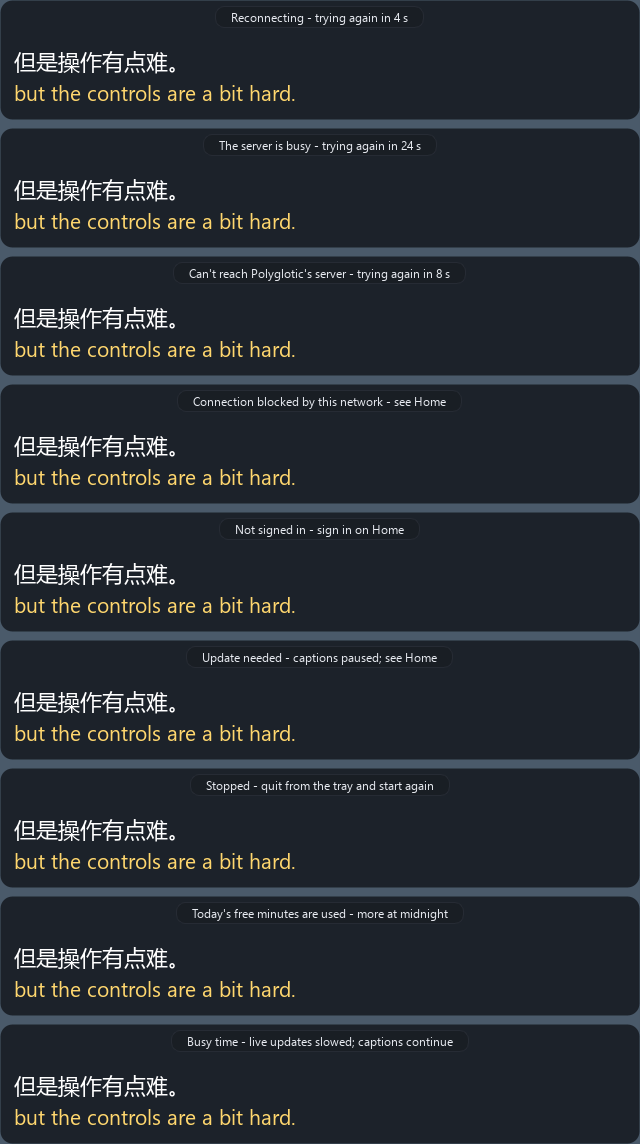 Reconnecting - trying again in 4 s
但是操作有点难。
but the controls are a bit hard.
The server is busy - trying again in 24 s
但是操作有点难。
but the controls are a bit hard.
Can't reach Polyglotic's server - trying again in 8 s
但是操作有点难。
but the controls are a bit hard.
Connection blocked by this network - see Home
但是操作有点难。
but the controls are a bit hard.
Not signed in - sign in on Home
但是操作有点难。
but the controls are a bit hard.
Update needed - captions paused; see Home
但是操作有点难。
but the controls are a bit hard.
Stopped - quit from the tray and start again
但是操作有点难。
but the controls are a bit hard.
Today's free minutes are used - more at midnight
但是操作有点难。
but the controls are a bit hard.
Busy time - live updates slowed; captions continue
但是操作有点难。
but the controls are a bit hard.